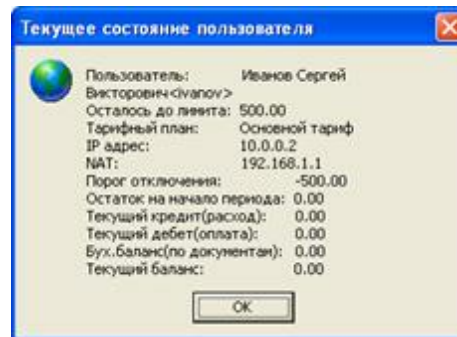 Текущее состояние пользователя
Пользователь: Иванов Сергей
Викторович<ivanov>
Осталось до лимита: 500.00
Тарифный план: Основной тариф
IP адрес: 10.0.0.2
NAT: 192.168.1.1
Порог отключения: -500.00
Остаток на начало периода: 0.00
Текущий кредит(расход): 0.00
Текущий дебет(оплата): 0.00
Бух.баланс(по документам): 0.00
Текущий баланс: 0.00
OK